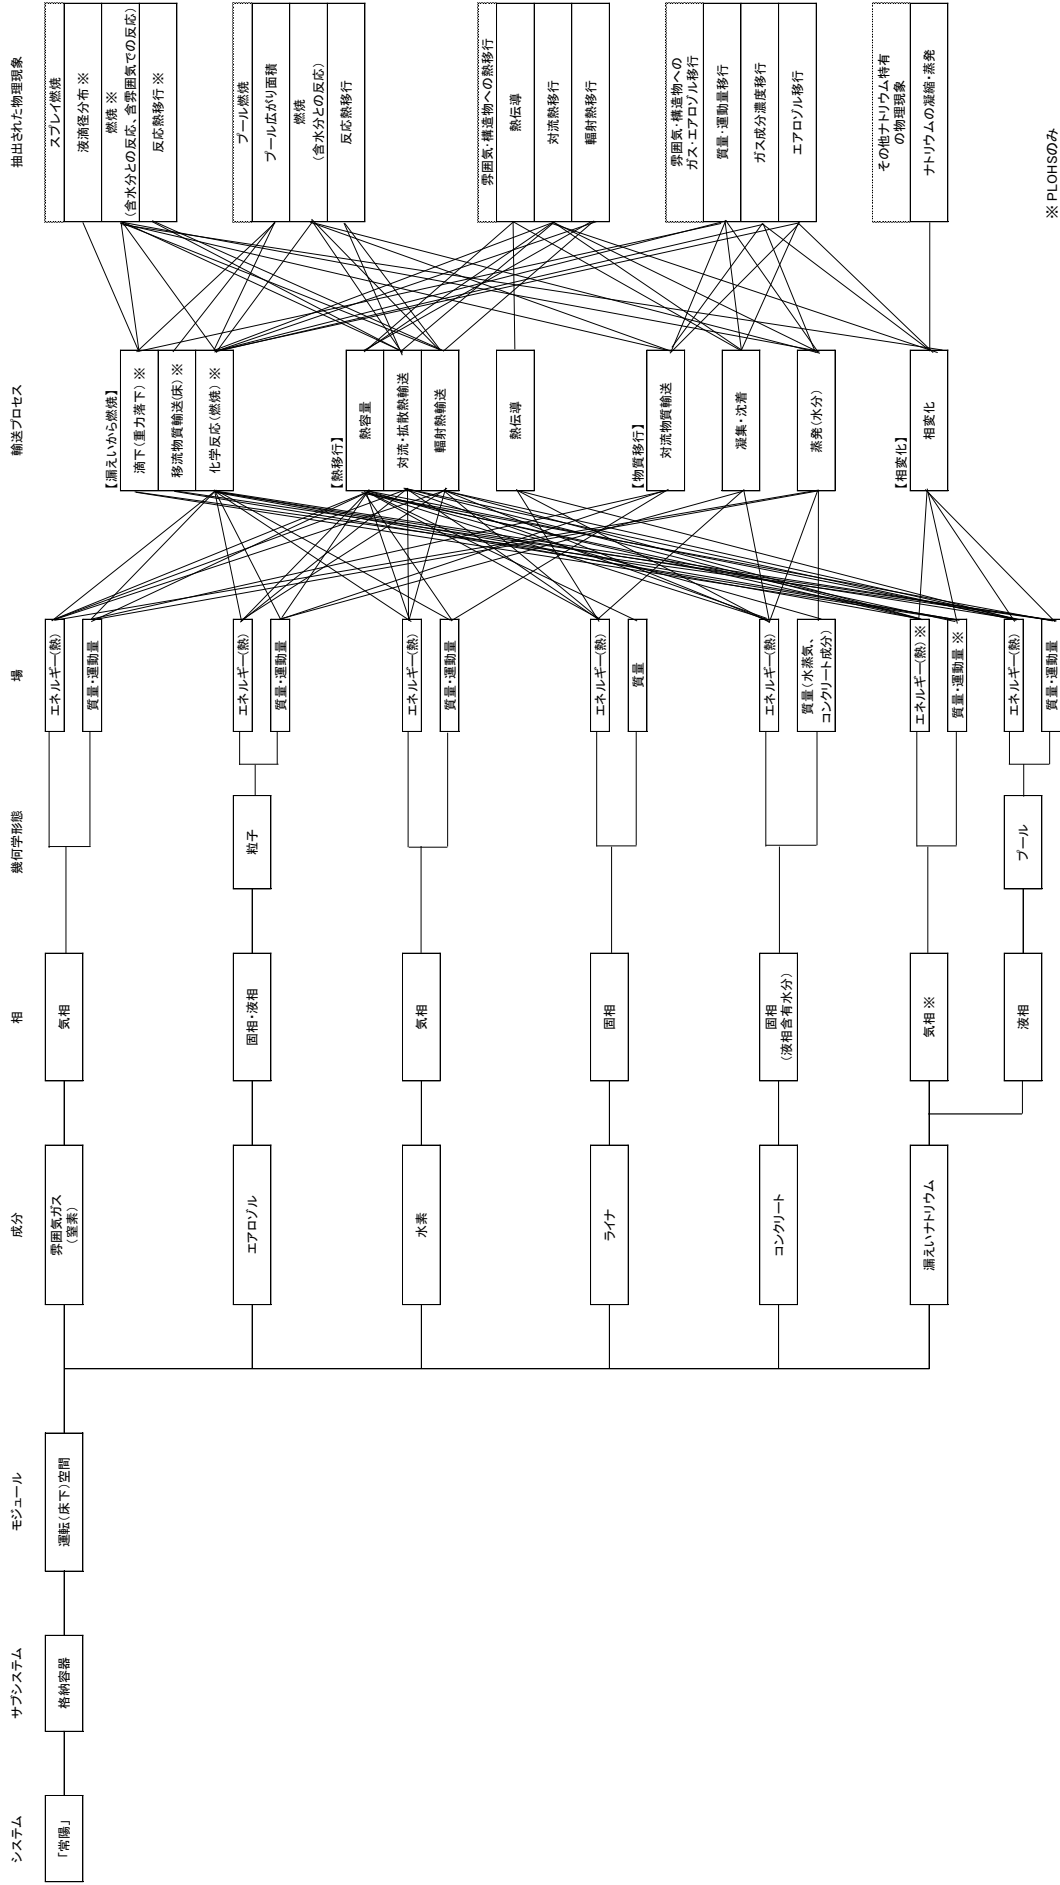 システム
サブシステム
モジュール
成分
相
幾何学形態
場
輸送プロセス
抽出された物理現象
「常陽」
格納容器
運転(床下)空間
雰囲気ガス
(窒素)
気相
エネルギー(熱)
質量・運動量
エアロゾル
固相・液相
粒子
エネルギー(熱)
質量・運動量
水素
気相
エネルギー(熱)
質量・運動量
ライナ
固相
エネルギー(熱)
質量
コンクリート
固相
(液相含有水分)
エネルギー(熱)
質量(水蒸気、
コンクリート成分)
漏えいナトリウム
気相 ※
エネルギー(熱) ※
質量・運動量 ※
液相
プール
エネルギー(熱)
質量・運動量
【漏えいから燃焼】
滴下(重力落下) ※
移流物質輸送(床) ※
化学反応(燃焼) ※
【熱移行】
熱容量
対流・拡散熱輸送
輻射熱輸送
熱伝導
【物質移行】
対流物質輸送
凝集・沈着
蒸発(水分)
【相変化】
相変化
スプレイ燃焼
液滴径分布 ※
燃焼 ※
(含水分との反応、含雰囲気での反応)
反応熱移行 ※
プール燃焼
プール広がり面積
燃焼
(含水分との反応)
反応熱移行
雰囲気・構造物への熱移行
熱伝導
対流熱移行
輻射熱移行
雰囲気・構造物への
ガス・エアロゾル移行
質量・運動量移行
ガス成分濃度移行
エアロゾル移行
その他ナトリウム特有
の物理現象
ナトリウムの凝縮・蒸発
※ PLOHSのみ